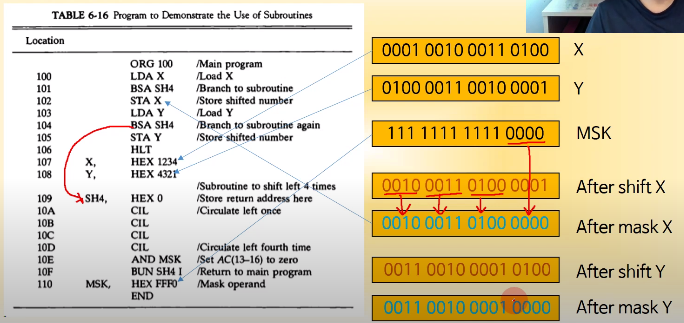 TABLE 6-16 Program to Demonstrate the Use of Subroutines
Location
ORG 100 /Main program
100 LDA X /Load X
101 BSA SH4 /Branch to subroutine
102 STA X /Store shifted number
103 LDA Y /Load Y
104 BSA SH4 /Branch to subroutine again
105 STA Y /Store shifted number
106 HLT
107 X, HEX 1234
108 Y, HEX 4321
/Subroutine to shift left 4 times
109 SH4, HEX 0 /Store return address here
10A CIL /Circulate left once
10B CIL
10C CIL
10D CIL /Circulate left fourth time
10E AND MSK /Set AC(13-16) to zero
10F BUN SH4 I /Return to main program
110 MSK, HEX FFF0 /Mask operand
END
0001 0010 0011 0100 X
0100 0011 0010 0001 Y
111 1111 1111 0000 MSK
0010 0011 0100 0001 After shift X
0010 0011 0100 0000 After mask X
0011 0010 0001 0100 After shift Y
0011 0010 0001 0000 After mask Y